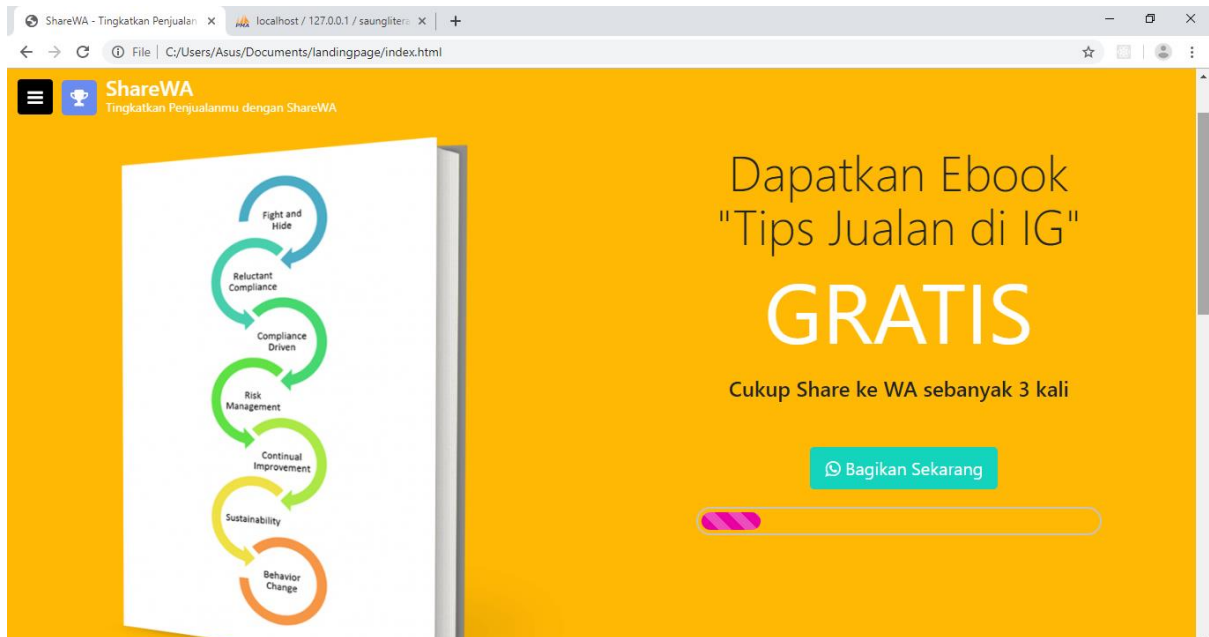 ShareWA - Tingkatkan Penjualan
localhost / 127.0.0.1 / saunglitera
File | C:/Users/Asus/Documents/landingpage/index.html
ShareWA
Tingkatkan Penjualanmu dengan ShareWA
Fight and
Hide
Reluctant
Compliance
Compliance
Driven
Risk
Management
Continual
Improvement
Sustainability
Behavior
Change
Dapatkan Ebook
"Tips Jualan di IG"
GRATIS
Cukup Share ke WA sebanyak 3 kali
Bagikan Sekarang